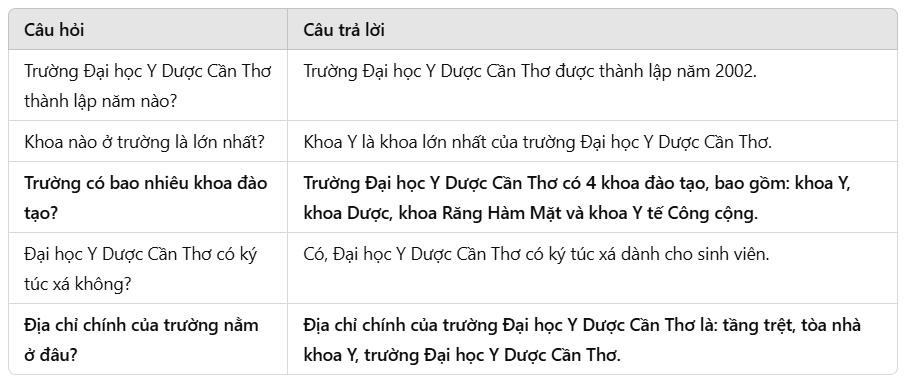 Câu hỏi
Câu trả lời
Trường Đại học Y Dược Cần Thơ
thành lập năm nào?
Trường Đại học Y Dược Cần Thơ được thành lập năm 2002.
Khoa nào ở trường là lớn nhất?
Khoa Y là khoa lớn nhất của trường Đại học Y Dược Cần Thơ.
Trường có bao nhiêu khoa đào
tạo?
Trường Đại học Y Dược Cần Thơ có 4 khoa đào tạo, bao gồm: khoa Y,
khoa Dược, khoa Răng Hàm Mặt và khoa Y tế Công cộng.
Đại học Y Dược Cần Thơ có ký
túc xá không?
Có, Đại học Y Dược Cần Thơ có ký túc xá dành cho sinh viên.
Địa chỉ chính của trường nằm
ở đâu?
Địa chỉ chính của trường Đại học Y Dược Cần Thơ là: tầng trệt, tòa nhà
khoa Y, trường Đại học Y Dược Cần Thơ.